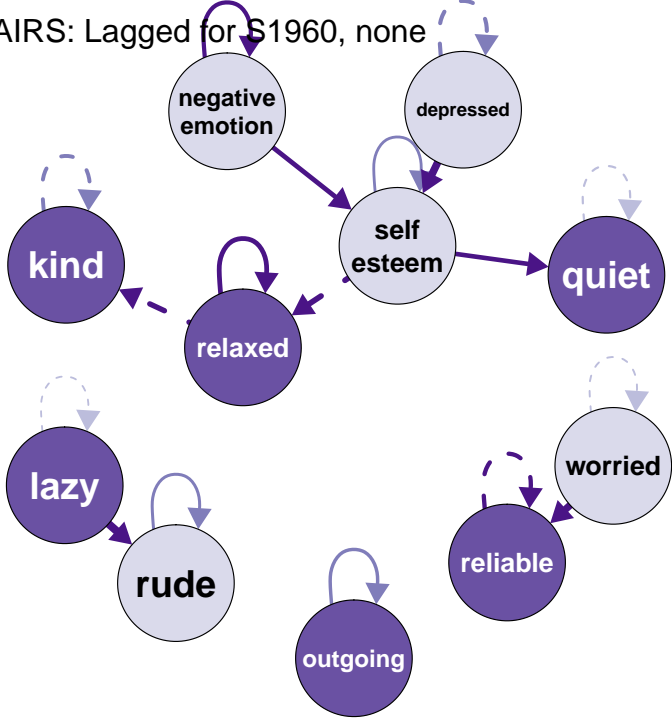 AIRS: Lagged for S1960, none
negative
emotion
depressed
self
esteem
kind
quiet
relaxed
lazy
worried
rude
reliable
outgoing